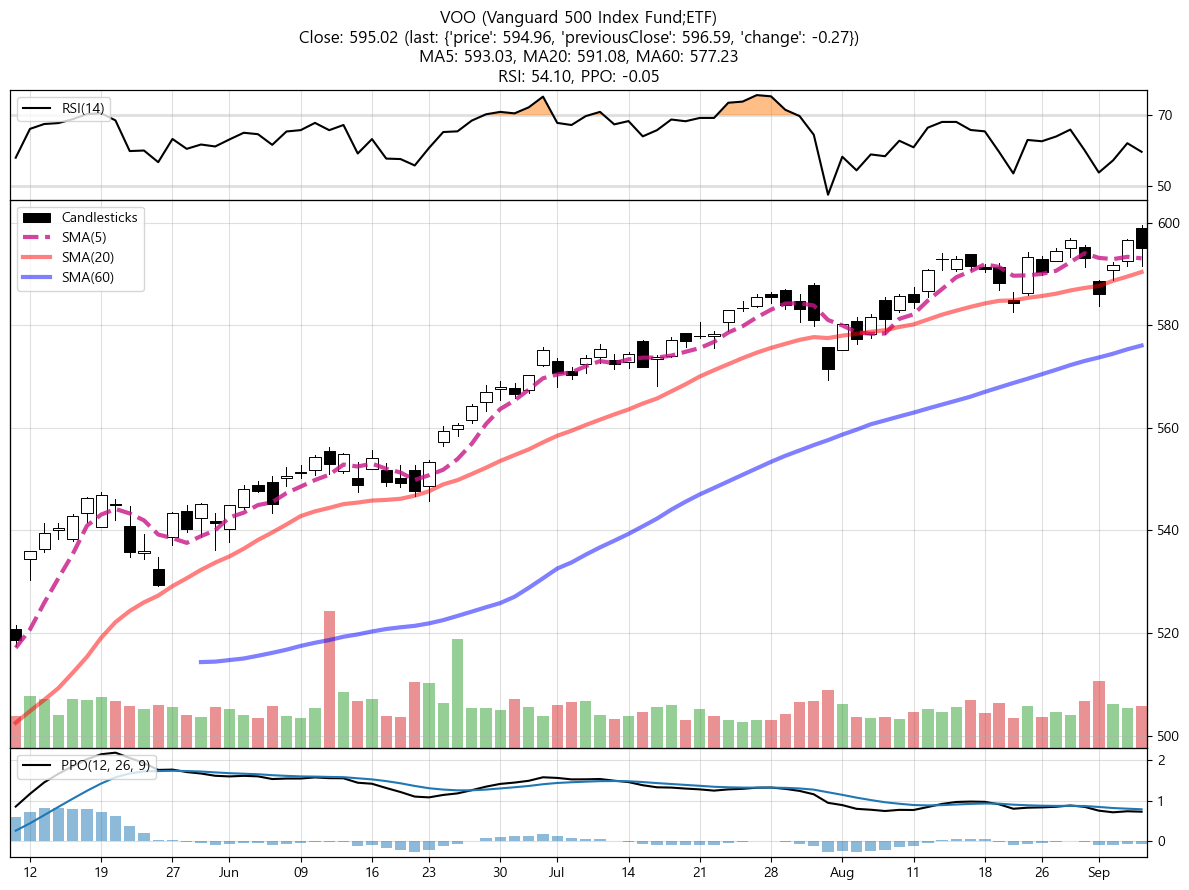 VOO (Vanguard 500 Index Fund;ETF)
Close: 595.02 (last: {'price': 594.96, 'previousClose': 596.59, 'change': -0.27})
MA5: 593.03, MA20: 591.08, MA60: 577.23
RSI: 54.10, PPO: -0.05
RSI(14)
70
50
Candlesticks
SMA(5)
SMA(20)
SMA(60)
600
580
560
540
520
500
PPO(12, 26, 9)
2
1
0
12 19 27 Jun 09 16 23 30 Jul 14 21 28 Aug 11 18 26 Sep